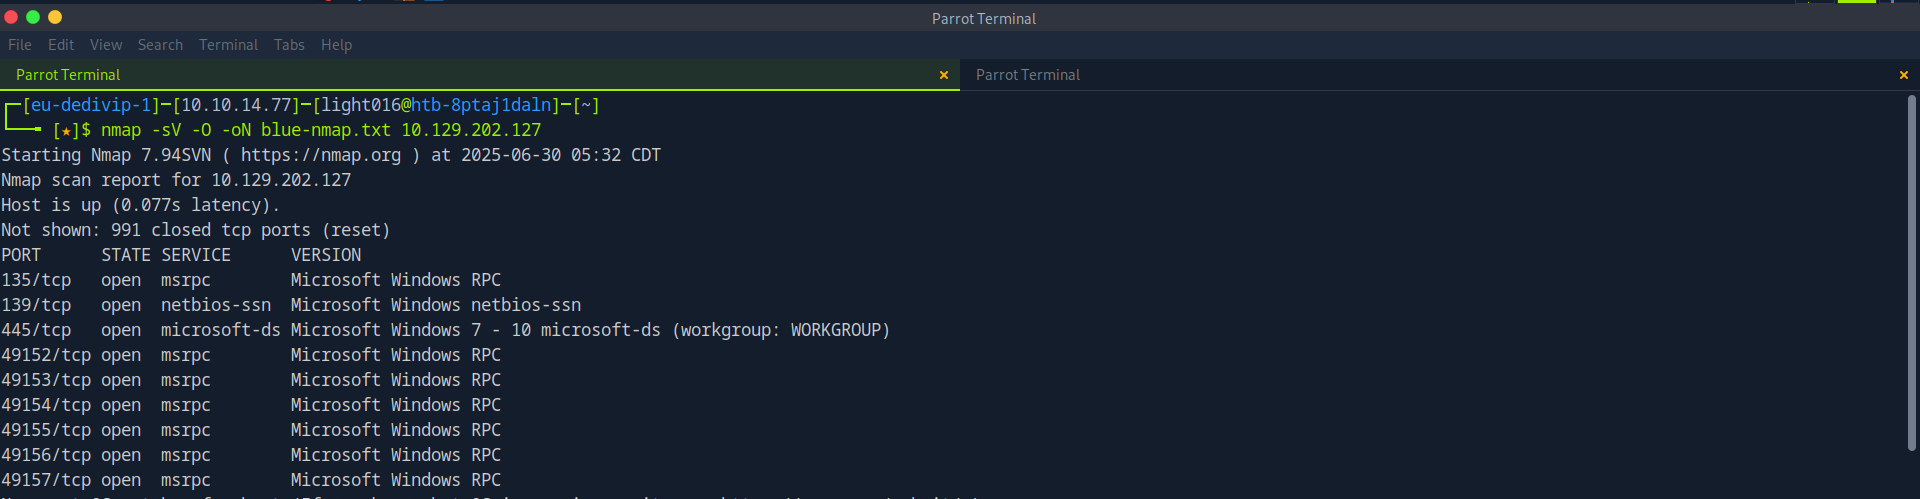 Parrot Terminal
File Edit View Search Terminal Tabs Help
Parrot Terminal × Parrot Terminal ×
┌─[eu-dedivip-1]─[10.10.14.77]─[light016@htb-8ptaj1daln]─[~]
└──╼ [★]$ nmap -sV -O -oN blue-nmap.txt 10.129.202.127
Starting Nmap 7.94SVN ( https://nmap.org ) at 2025-06-30 05:32 CDT
Nmap scan report for 10.129.202.127
Host is up (0.077s latency).
Not shown: 991 closed tcp ports (reset)
PORT      STATE SERVICE      VERSION
135/tcp   open  msrpc        Microsoft Windows RPC
139/tcp   open  netbios-ssn  Microsoft Windows netbios-ssn
445/tcp   open  microsoft-ds Microsoft Windows 7 - 10 microsoft-ds (workgroup: WORKGROUP)
49152/tcp open  msrpc        Microsoft Windows RPC
49153/tcp open  msrpc        Microsoft Windows RPC
49154/tcp open  msrpc        Microsoft Windows RPC
49155/tcp open  msrpc        Microsoft Windows RPC
49156/tcp open  msrpc        Microsoft Windows RPC
49157/tcp open  msrpc        Microsoft Windows RPC